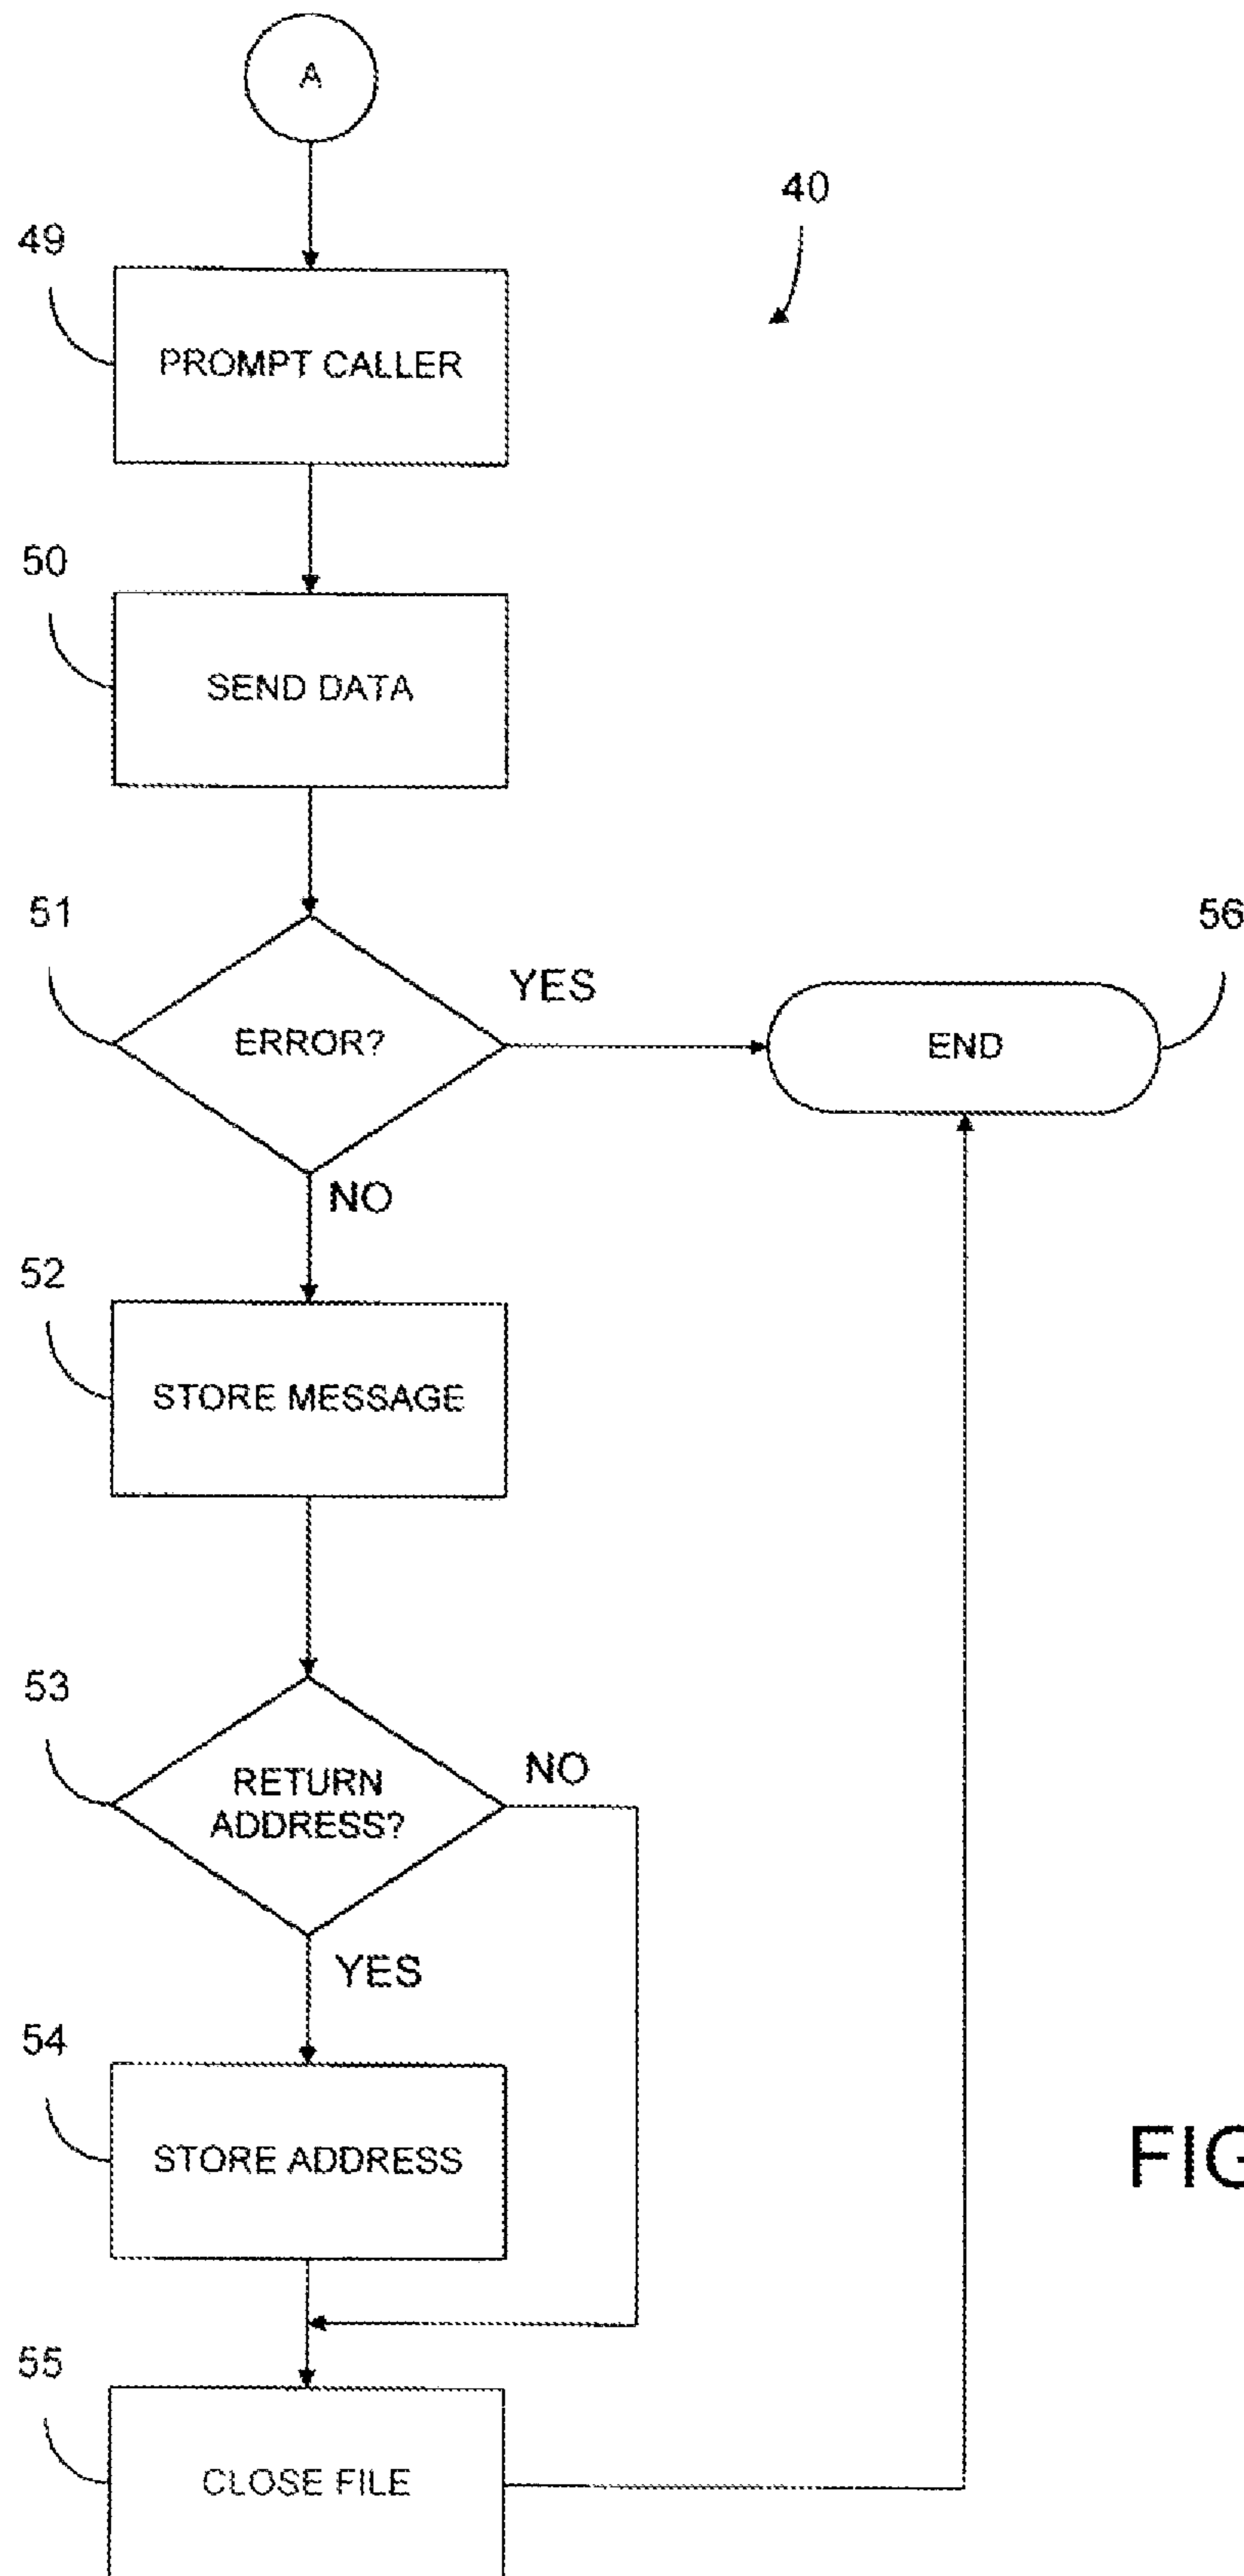 A
40
49
PROMPT CALLER
50
SEND DATA
51
ERROR?
YES
56
END
NO
52
STORE MESSAGE
53
RETURN
ADDRESS?
NO
YES
54
STORE ADDRESS
FIG
55
CLOSE FILE